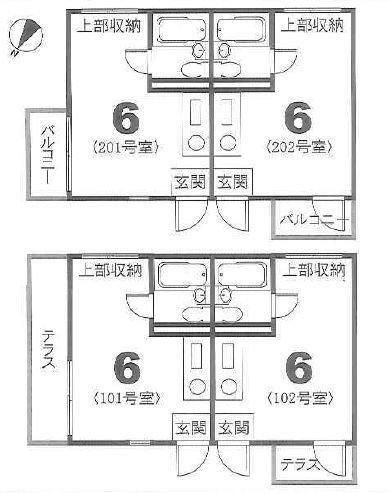 N
上部収納
上部収納
6
〈201号室〉
6
〈202号室〉
バルコニー
玄関
玄関
バルコニー
上部収納
上部収納
6
〈101号室〉
6
〈102号室〉
テラス
玄関
玄関
テラス